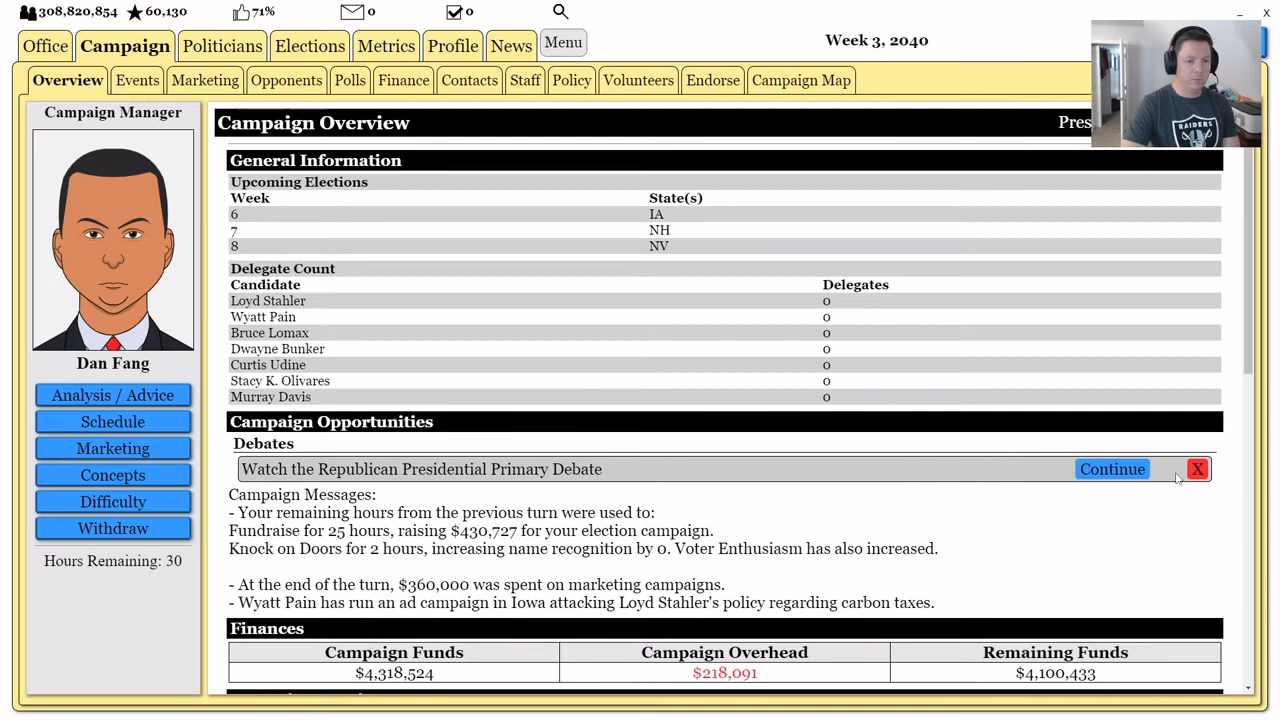 308,820,854 60,130 71% 0 0
_ X
Office Campaign Politicians Elections Metrics Profile News Menu Week 3, 2040
Overview Events Marketing Opponents Polls Finance Contacts Staff Policy Volunteers Endorse Campaign Map
Campaign Manager
Dan Fang
Analysis / Advice
Schedule
Marketing
Concepts
Difficulty
Withdraw
Hours Remaining: 30
Campaign Overview Pres
General Information
Upcoming Elections
Week State(s)
6 IA
7 NH
8 NV
Delegate Count
Candidate Delegates
Loyd Stahler 0
Wyatt Pain 0
Bruce Lomax 0
Dwayne Bunker 0
Curtis Udine 0
Stacy K. Olivares 0
Murray Davis 0
Campaign Opportunities
Debates
Watch the Republican Presidential Primary Debate Continue X
Campaign Messages:
- Your remaining hours from the previous turn were used to:
Fundraise for 25 hours, raising $430,727 for your election campaign.
Knock on Doors for 2 hours, increasing name recognition by 0. Voter Enthusiasm has also increased.
- At the end of the turn, $360,000 was spent on marketing campaigns.
- Wyatt Pain has run an ad campaign in Iowa attacking Loyd Stahler's policy regarding carbon taxes.
Finances
Campaign Funds Campaign Overhead Remaining Funds
$4,318,524 $218,091 $4,100,433
RAIDERS